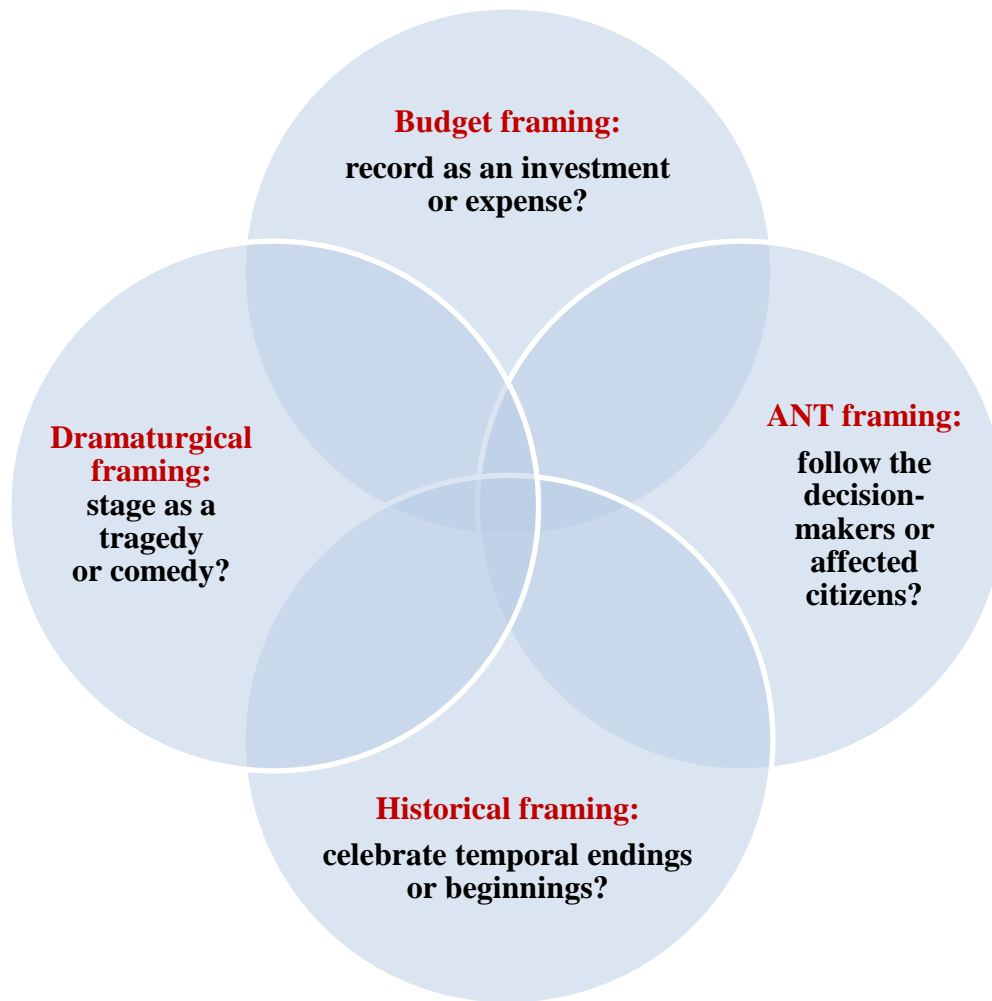 Budget framing:
record as an investment
or expense?
Dramaturgical
framing:
stage as a
tragedy
or comedy?
ANT framing:
follow the
decision-
makers or
affected
citizens?
Historical framing:
celebrate temporal endings
or beginnings?